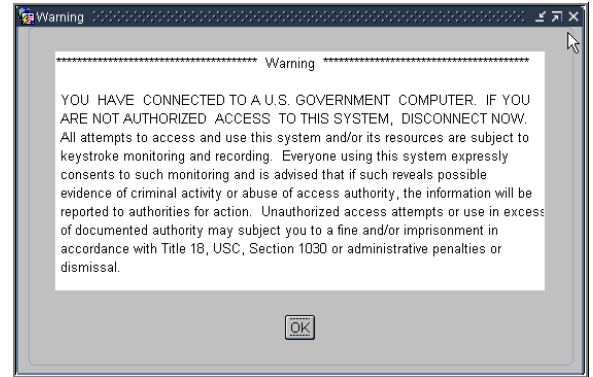 Warning
************************************** Warning ***************************************
YOU HAVE CONNECTED TO A U.S. GOVERNMENT COMPUTER. IF YOU
ARE NOT AUTHORIZED ACCESS TO THIS SYSTEM, DISCONNECT NOW.
All attempts to access and use this system and/or its resources are subject to
keystroke monitoring and recording. Everyone using this system expressly
consents to such monitoring and is advised that if such reveals possible
evidence of criminal activity or abuse of access authority, the information will be
reported to authorities for action. Unauthorized access attempts or use in excess
of documented authority may subject you to a fine and/or imprisonment in
accordance with Title 18, USC, Section 1030 or administrative penalties or
dismissal.
OK